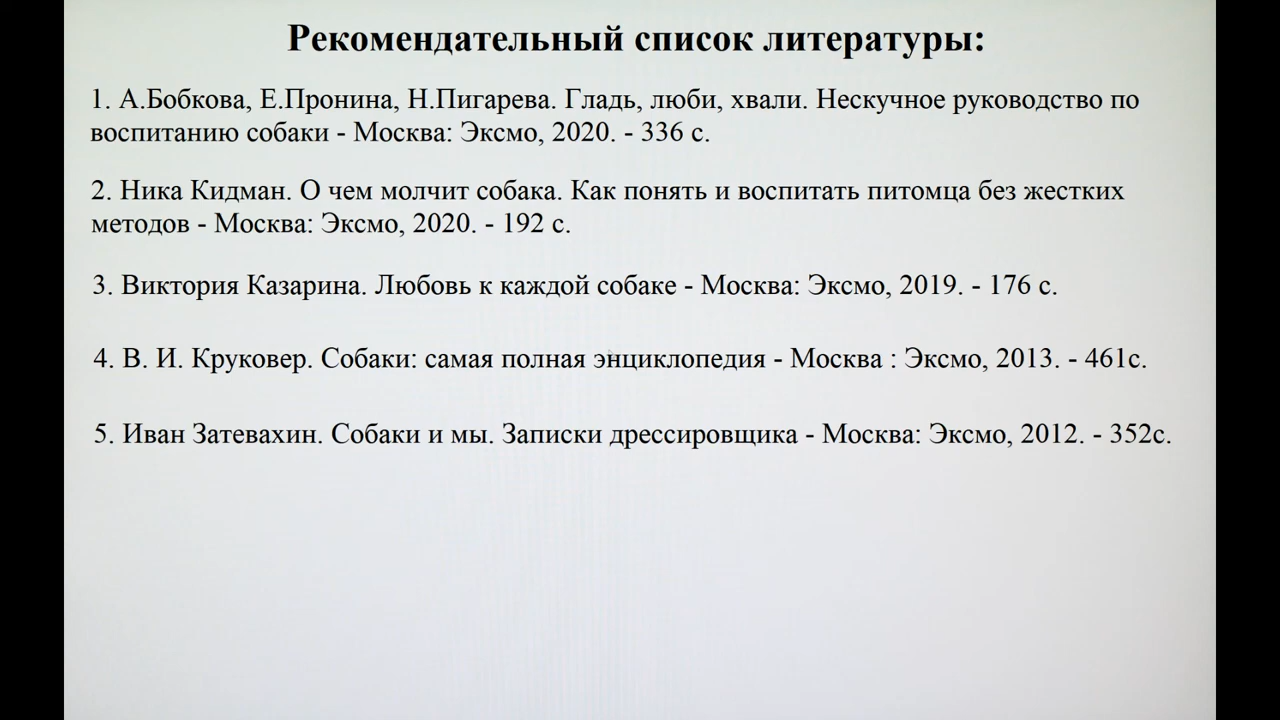 Рекомендательный список литературы:
1. А.Бобкова, Е.Пронина, Н.Пигарева. Гладь, люби, хвали. Нескучное руководство по
воспитанию собаки - Москва: Эксмо, 2020. - 336 с.
2. Ника Кидман. О чем молчит собака. Как понять и воспитать питомца без жестких
методов - Москва: Эксмо, 2020. - 192 с.
3. Виктория Казарина. Любовь к каждой собаке - Москва: Эксмо, 2019. - 176 с.
4. В. И. Круковер. Собаки: самая полная энциклопедия - Москва : Эксмо, 2013. - 461с.
5. Иван Затевахин. Собаки и мы. Записки дрессировщика - Москва: Эксмо, 2012. - 352с.